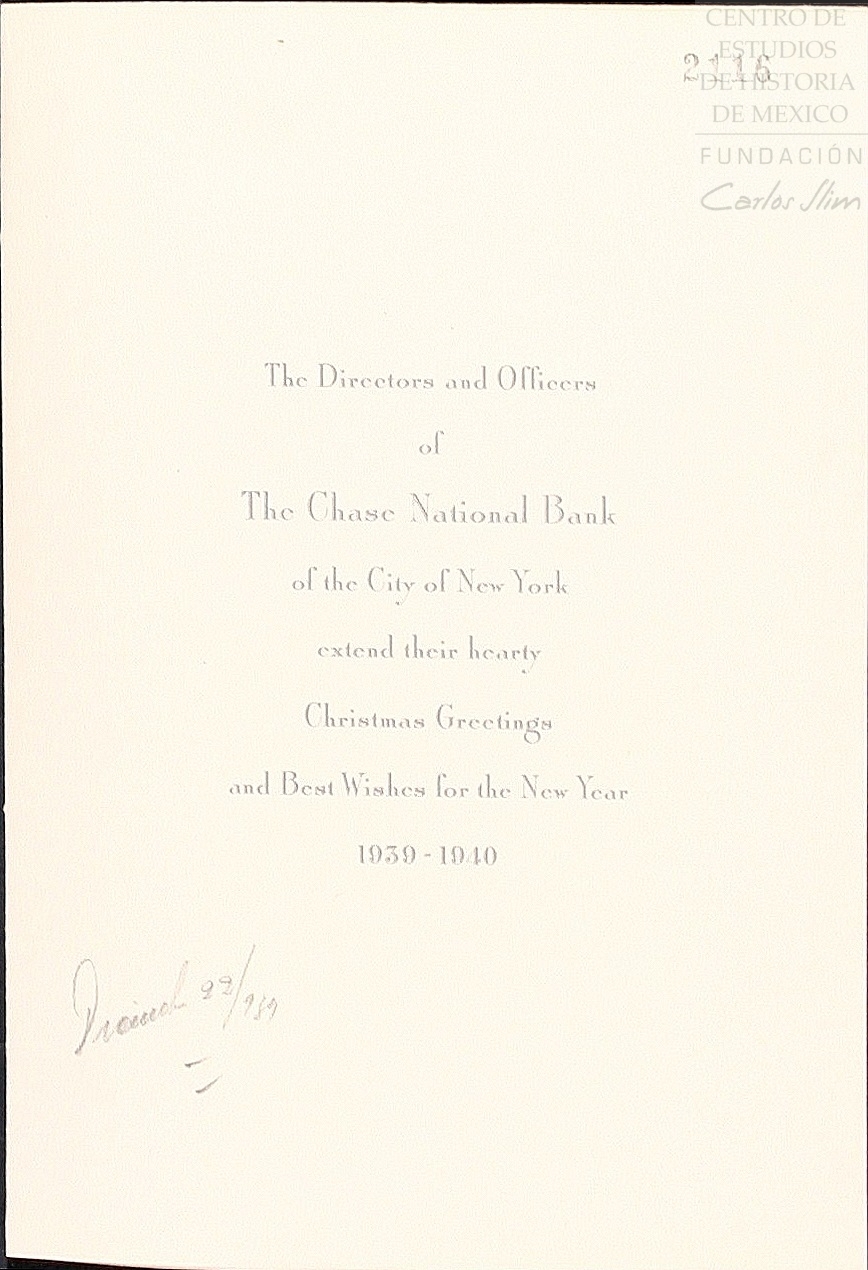 CENTRO DE
ESTUDIOS
2116
DE HISTORIA
DE MEXICO
FUNDACIÓN
Carlos Slim
The Directors and Officers
of
The Chase National Bank
of the City of New York
extend their hearty
Christmas Greetings
and Best Wishes for the New Year
1939-1940
22/939